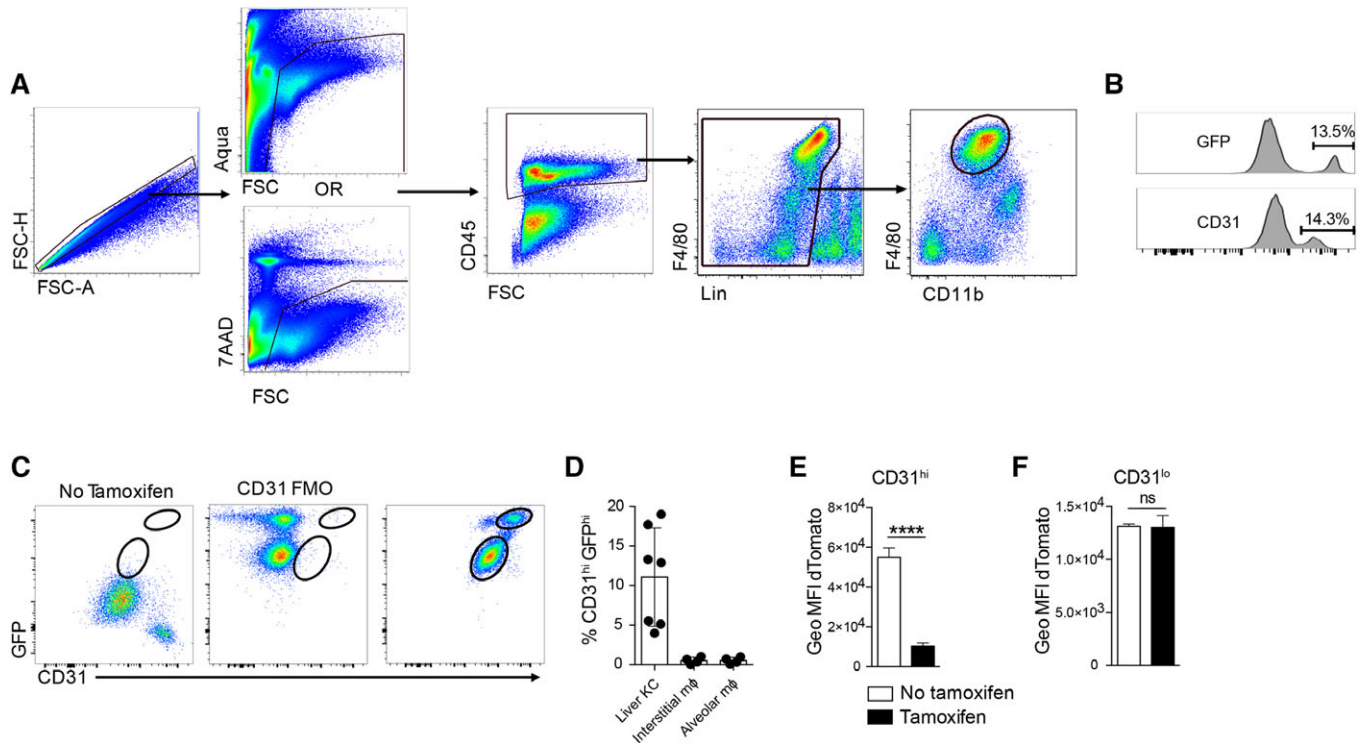 A
FSC-H
FSC-A
Aqua
FSC
OR
7AAD
FSC
CD45
FSC
F4/80
Lin
F4/80
CD11b
B
GFP
13.5%
CD31
14.3%
C
No Tamoxifen
CD31 FMO
GFP
CD31
D
% CD31hi GFPhi
20
15
10
5
0
Liver KC
Interstitial mϕ
Alveolar mϕ
E
CD31hi
****
Geo MFI dTomato
8×10⁴
6×10⁴
4×10⁴
2×10⁴
0
No tamoxifen
Tamoxifen
F
CD31lo
ns
Geo MFI dTomato
1.5×10⁴
1.0×10⁴
5.0×10³
0